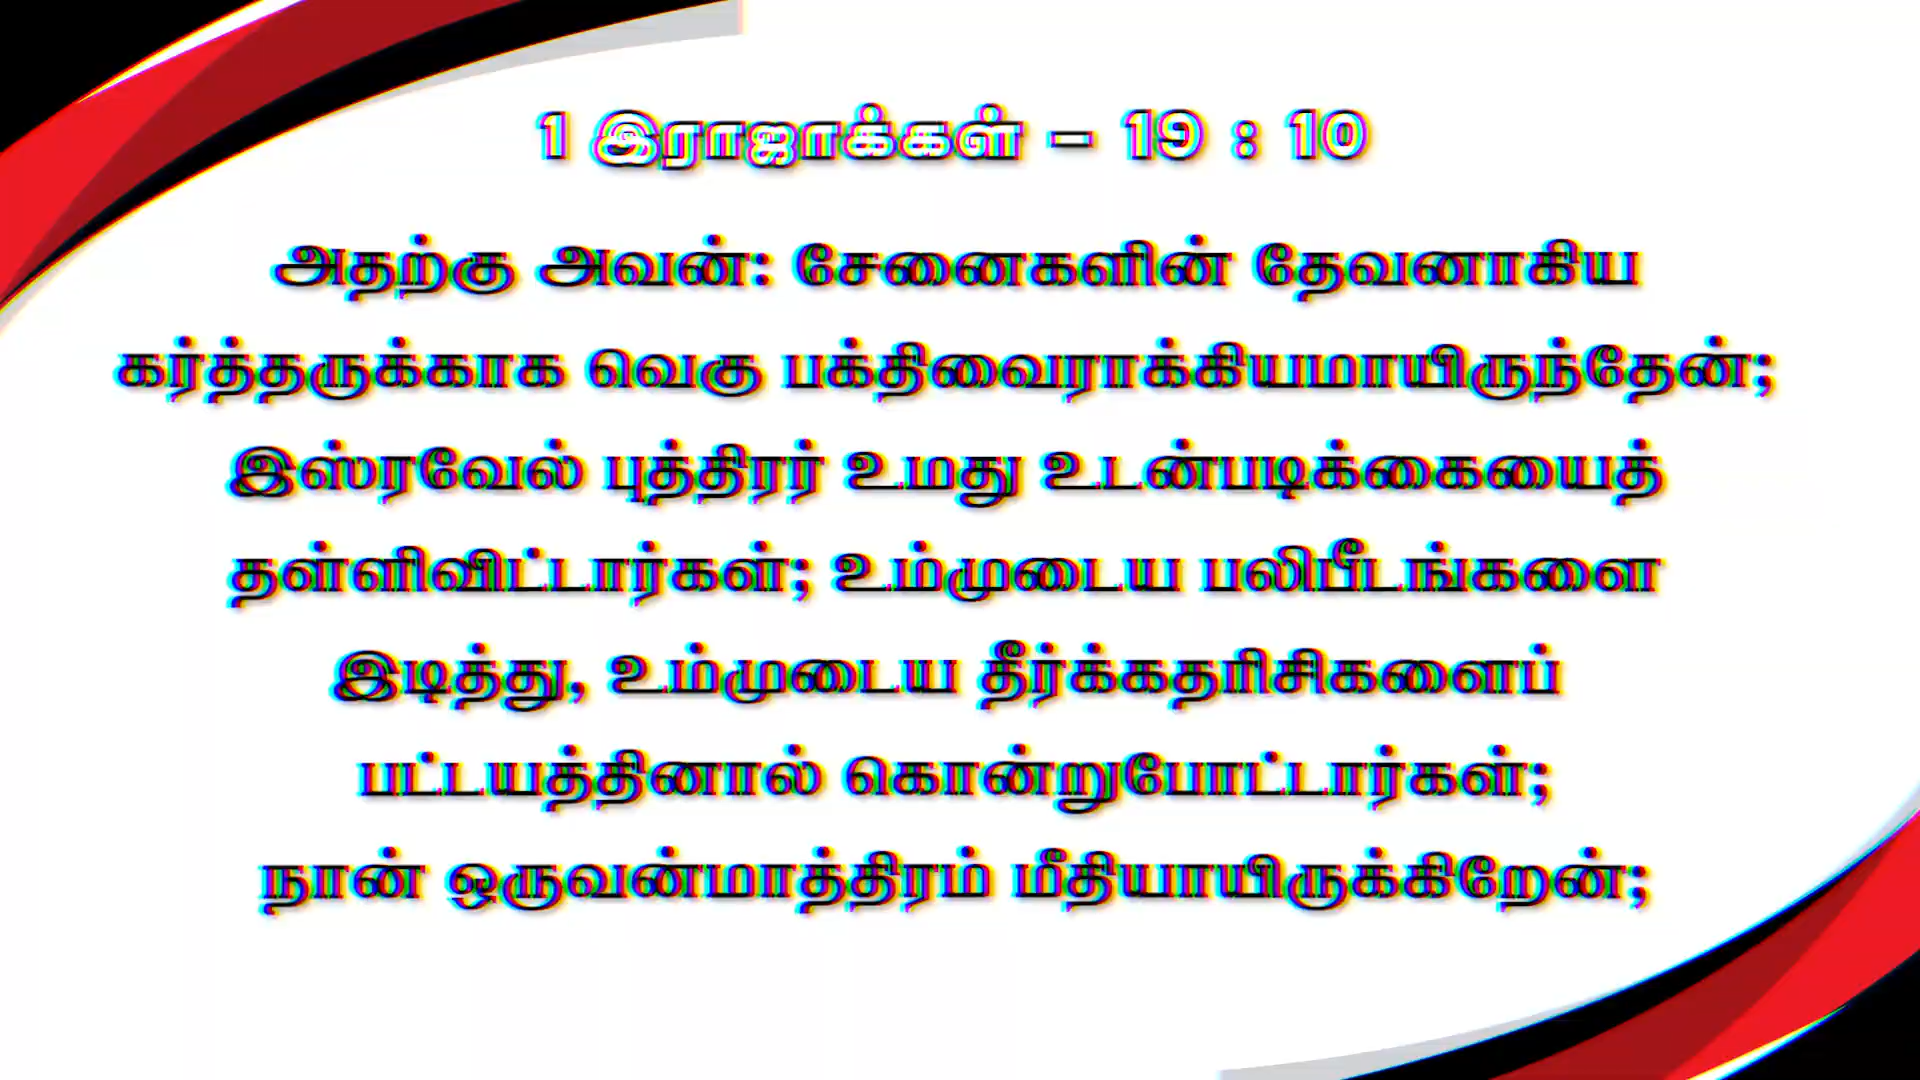 1 இராஜாக்கள் – 19 : 10
அதற்கு அவன்: சேனைகளின் தேவனாகிய
கர்த்தருக்காக வெகு பக்திவைராக்கியமாயிருந்தேன்;
இஸ்ரவேல் புத்திரர் உமது உடன்படிக்கையைத்
தள்ளிவிட்டார்கள்; உம்முடைய பலிபீடங்களை
இடித்து, உம்முடைய தீர்க்கதரிசிகளைப்
பட்டயத்தினால் கொன்றுபோட்டார்கள்;
நான் ஒருவன்மாத்திரம் மீதியாயிருக்கிறேன்;